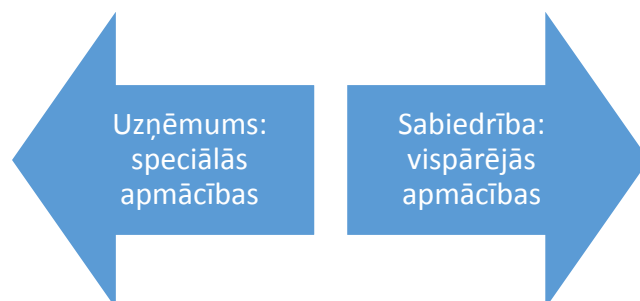 Uzņēmums:
speciālās
apmācības
Sabiedrība:
vispārējās
apmācības